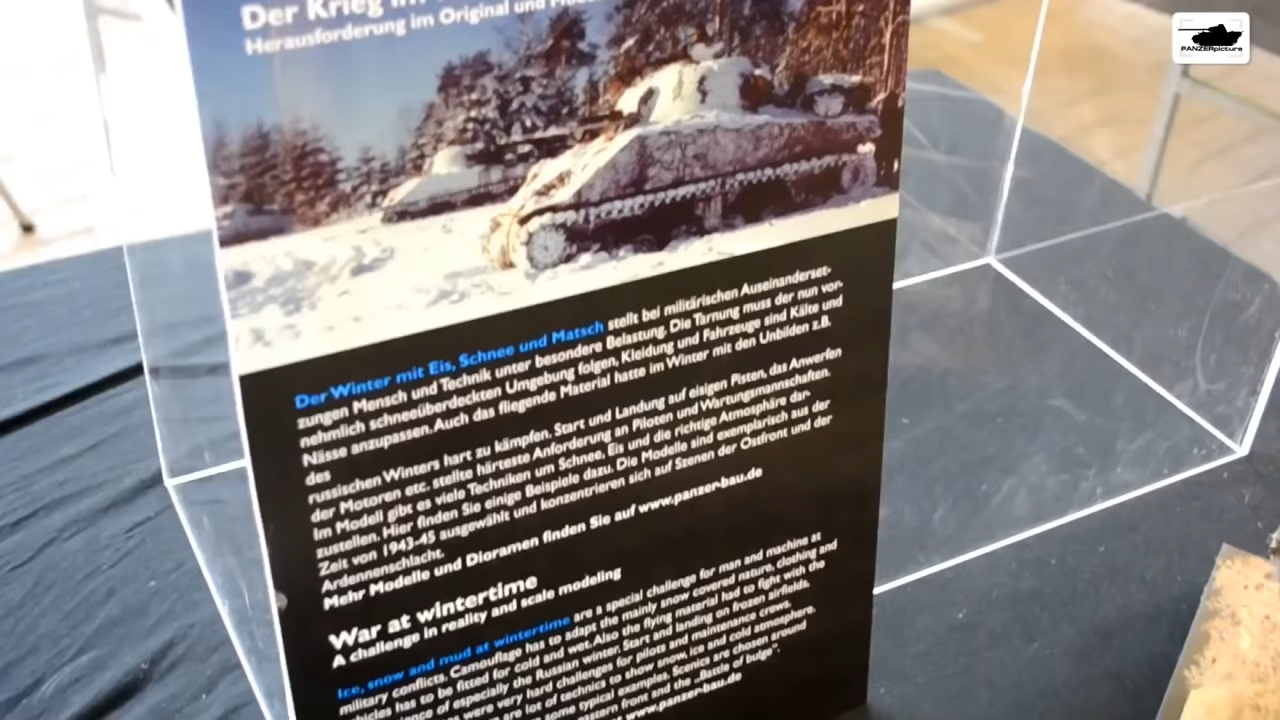 PANZERpicture
Der Krieg im
Herausforderung im Original und
Der Winter mit Eis, Schnee und Matsch stellt bei militärischen Auseinanderset-
zungen Mensch und Technik unter besondere Belastung. Die Tarnung muss der nun vor-
nehmlich schneeüberdeckten Umgebung folgen, Kleidung und Fahrzeuge sind Kälte und
Nässe anzupassen. Auch das fliegende Material hatte im Winter mit den Unbilden z.B.
des
russischen Winters hart zu kämpfen. Start und Landung auf eisigen Pisten, das Anwerfen
der Motoren etc. stellte härteste Anforderung an Piloten und Wartungsmannschaften.
Im Modell gibt es viele Techniken um Schnee, Eis und die richtige Atmosphäre dar-
zustellen. Hier finden Sie einige Beispiele dazu. Die Modelle sind exemplarisch aus der
Zeit von 1943-45 ausgewählt und konzentrieren sich auf Szenen der Ostfront und der
Ardennenschlacht.
Mehr Modelle und Dioramen finden Sie auf www.panzer-bau.de
War at wintertime
A challenge in reality and scale modeling
Ice, snow and mud at wintertime are a special challenge for man and machine at
military conflicts. Camouflage has to adapt the mainly snow covered nature, clothing and
vehicles has to be fitted for cold and wet. Also the flying material had to fight with the
of especially the Russian winter. Start and landing on frozen airfields,
were very hard challenges for pilots and maintenance crews.
are lot of technics to show snow, ice and cold atmosphere.
some typical examples. Scenics are chosen around
eastern front and the „Battle of bulge".
www.panzer-bau.de